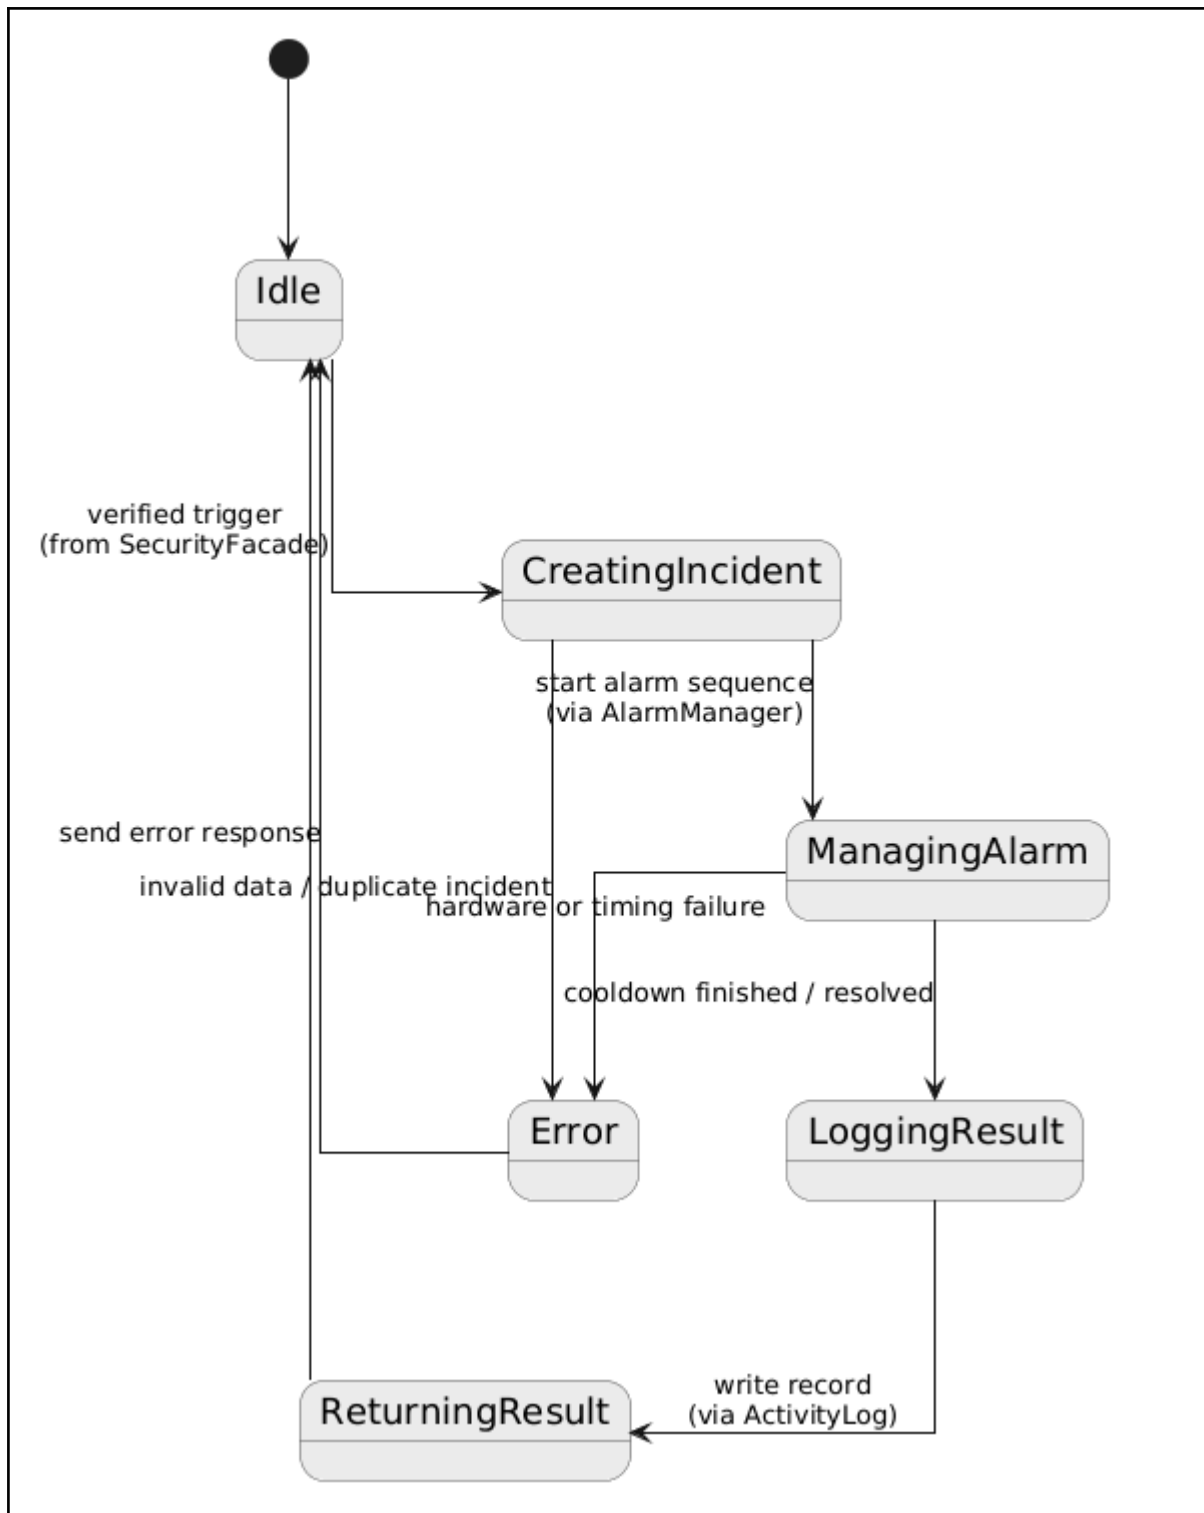 Idle
verified trigger
(from SecurityFacade)
CreatingIncident
start alarm sequence
(via AlarmManager)
send error response
ManagingAlarm
invalid data / duplicate incident
hardware or timing failure
cooldown finished / resolved
Error
LoggingResult
write record
(via ActivityLog)
ReturningResult